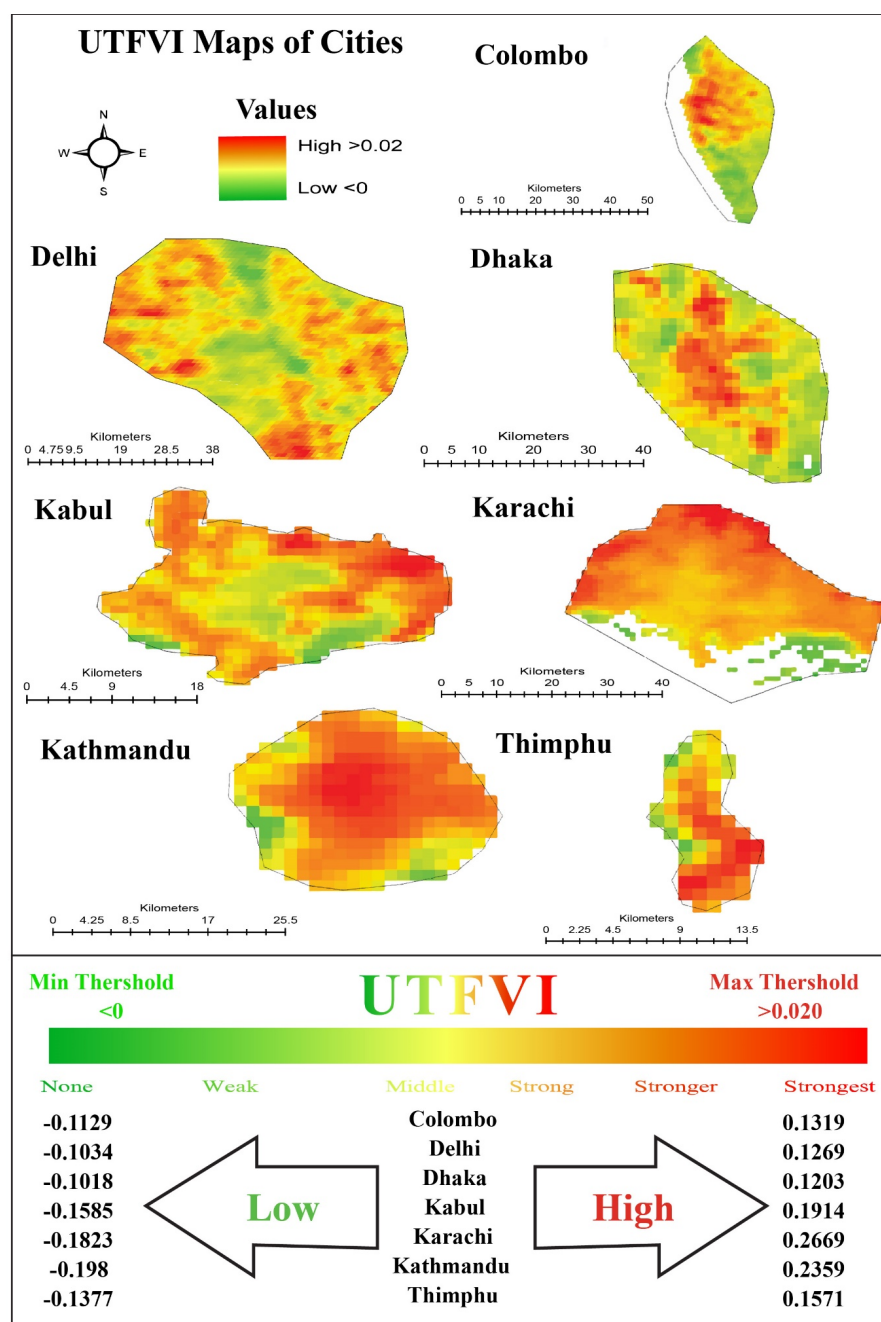 UTFVI Maps of Cities
Colombo
N
W E
S
Values
High >0.02
Low <0
Kilometers
0 5 10 20 30 40 50
Delhi
Dhaka
Kilometers
0 4.75 9.5 19 28.5 38
Kilometers
0 5 10 20 30 40
Kabul
Karachi
Kilometers
0 4.5 9 18
Kilometers
0 5 10 20 30 40
Kathmandu
Thimphu
Kilometers
0 4.25 8.5 17 25.5
Kilometers
0 2.25 4.5 9 13.5
Min Thershold
<0
UTFVI
Max Thershold
>0.020
None Weak Middle Strong Stronger Strongest
-0.1129 Colombo 0.1319
-0.1034 Delhi 0.1269
-0.1018 Dhaka 0.1203
-0.1585 Kabul 0.1914
Low High
-0.1823 Karachi 0.2669
-0.198 Kathmandu 0.2359
-0.1377 Thimphu 0.1571